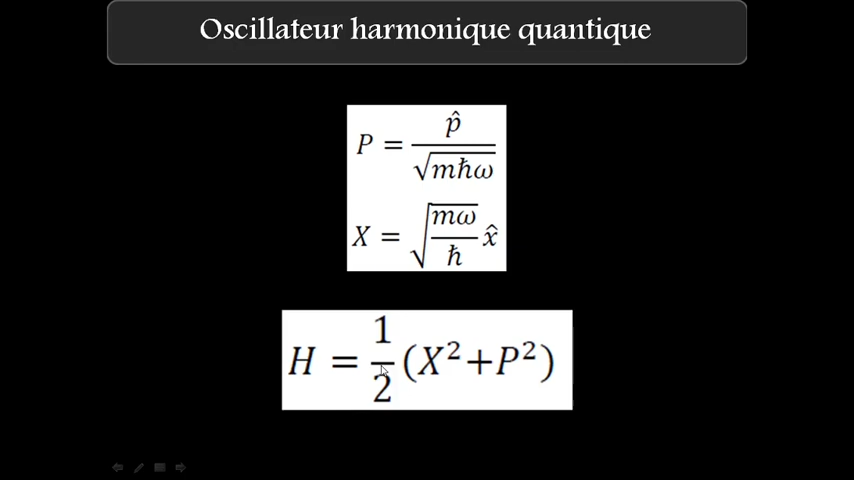 Oscillateur harmonique quantique
P = p̂ / √(mħω)
X = √(mω/ħ) x̂
H = 1/2 (X²+P²)